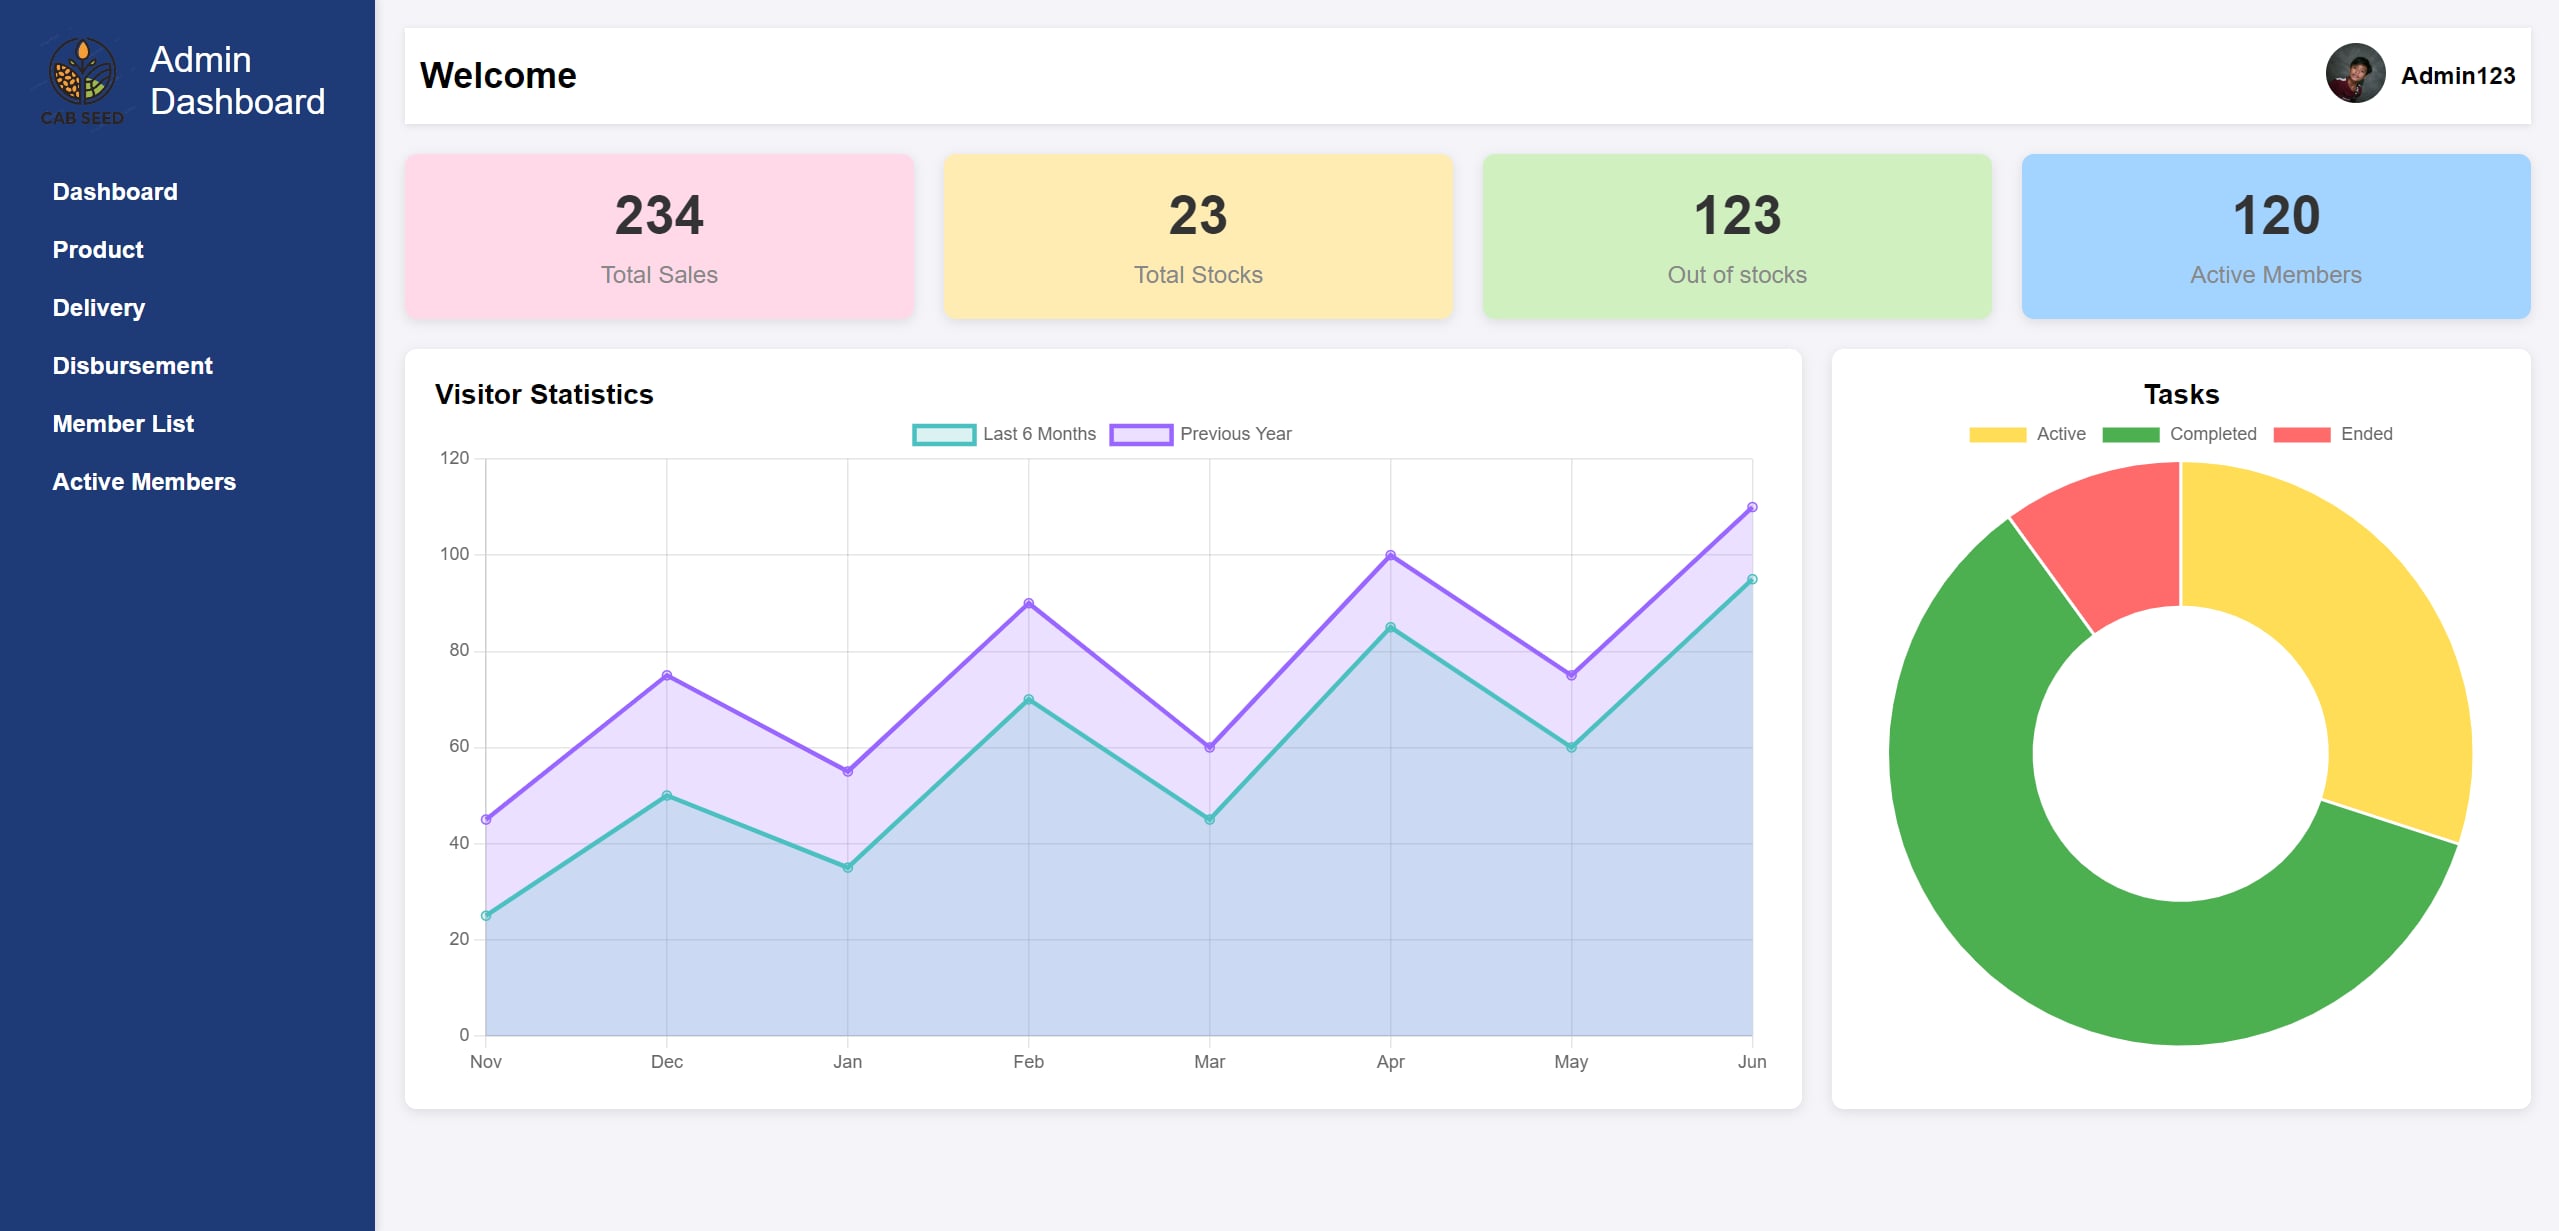 CAB SEED
Admin
Dashboard
Dashboard
Product
Delivery
Disbursement
Member List
Active Members
Welcome
Admin123
234
Total Sales
23
Total Stocks
123
Out of stocks
120
Active Members
Visitor Statistics
Last 6 Months Previous Year
120
100
80
60
40
20
0
Nov Dec Jan Feb Mar Apr May Jun
Tasks
Active Completed Ended